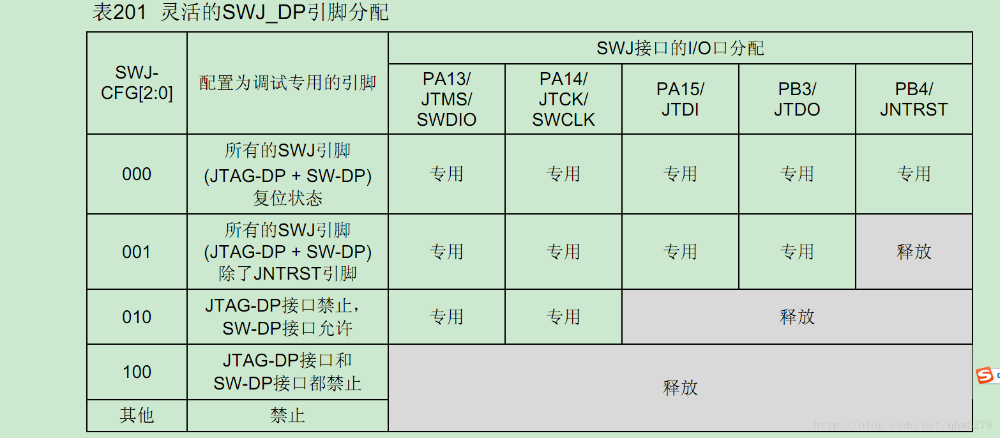 表201 灵活的SWJ_DP引脚分配
SWJ-
CFG[2:0]
配置为调试专用的引脚
SWJ接口的I/O口分配
PA13/
JTMS/
SWDIO
PA14/
JTCK/
SWCLK
PA15/
JTDI
PB3/
JTDO
PB4/
JNTRST
000
所有的SWJ引脚
(JTAG-DP + SW-DP)
复位状态
专用
专用
专用
专用
专用
001
所有的SWJ引脚
(JTAG-DP + SW-DP)
除了JNTRST引脚
专用
专用
专用
专用
释放
010
JTAG-DP接口禁止，
SW-DP接口允许
专用
专用
释放
100
JTAG-DP接口和
SW-DP接口都禁止
释放
其他
禁止
http://blog.csdn.net/qhw5279